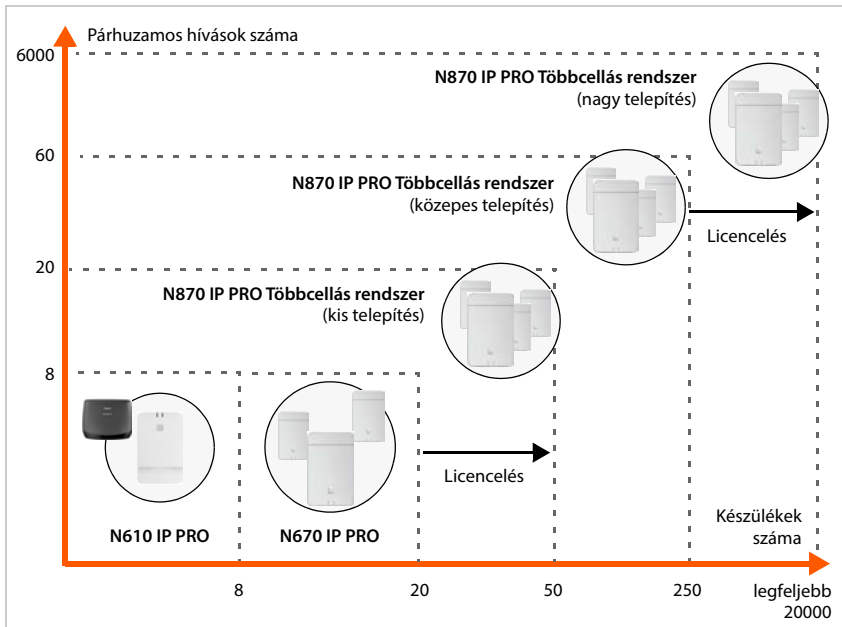 Párhuzamos hívások száma
6000
N870 IP PRO Többcellás rendszer
(nagy telepítés)
60
N870 IP PRO Többcellás rendszer
(közepes telepítés)
Licencelés
20
N870 IP PRO Többcellás rendszer
(kis telepítés)
8
Licencelés
N610 IP PRO
N670 IP PRO
Készülékek
száma
8
20
50
250
legfeljebb
20000